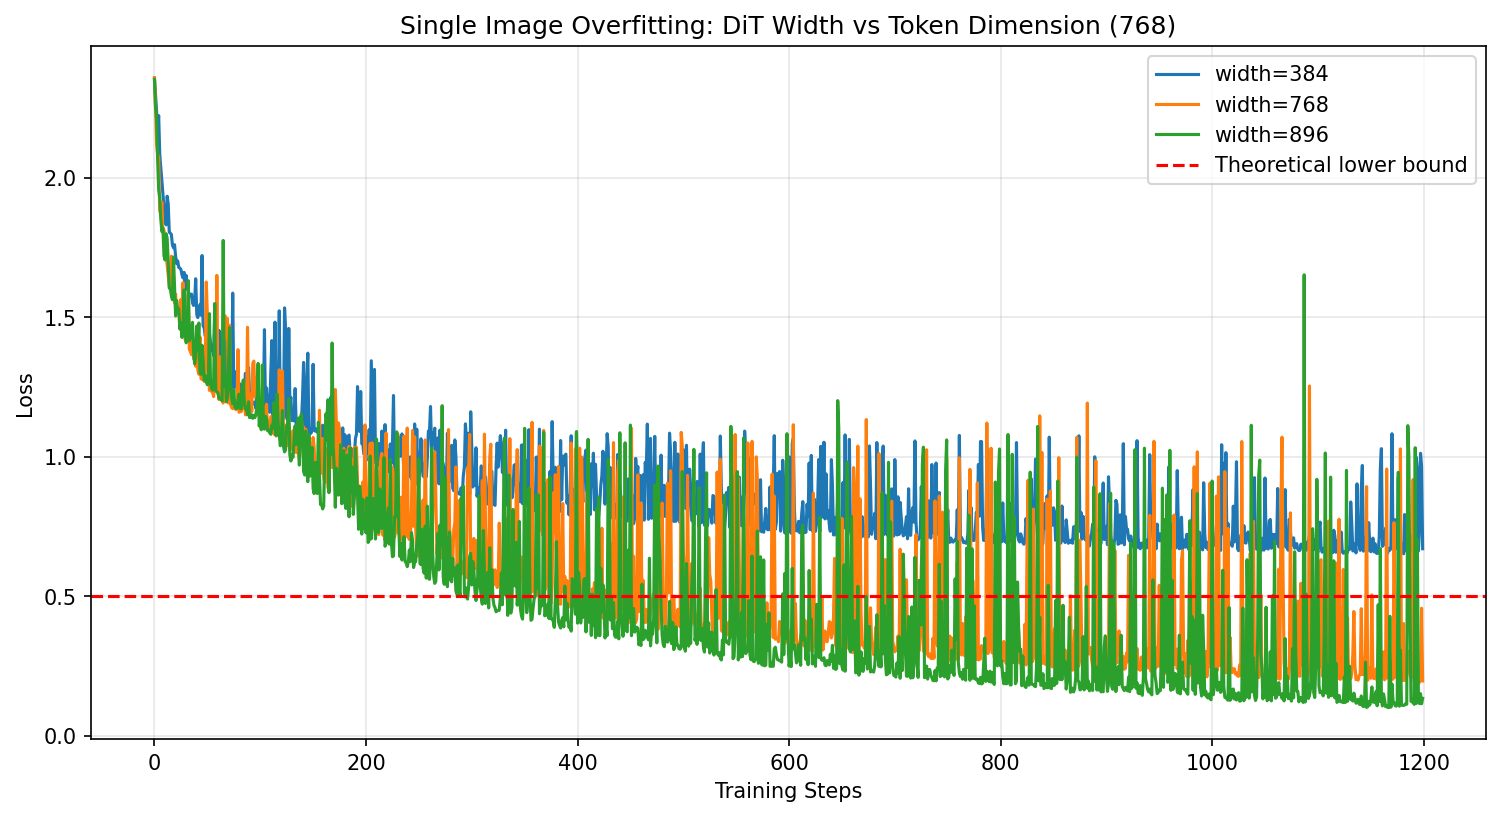 Single Image Overfitting: DiT Width vs Token Dimension (768)
width=384
width=768
width=896
Theoretical lower bound
Loss
2.0
1.5
1.0
0.5
0.0
0 200 400 600 800 1000 1200
Training Steps